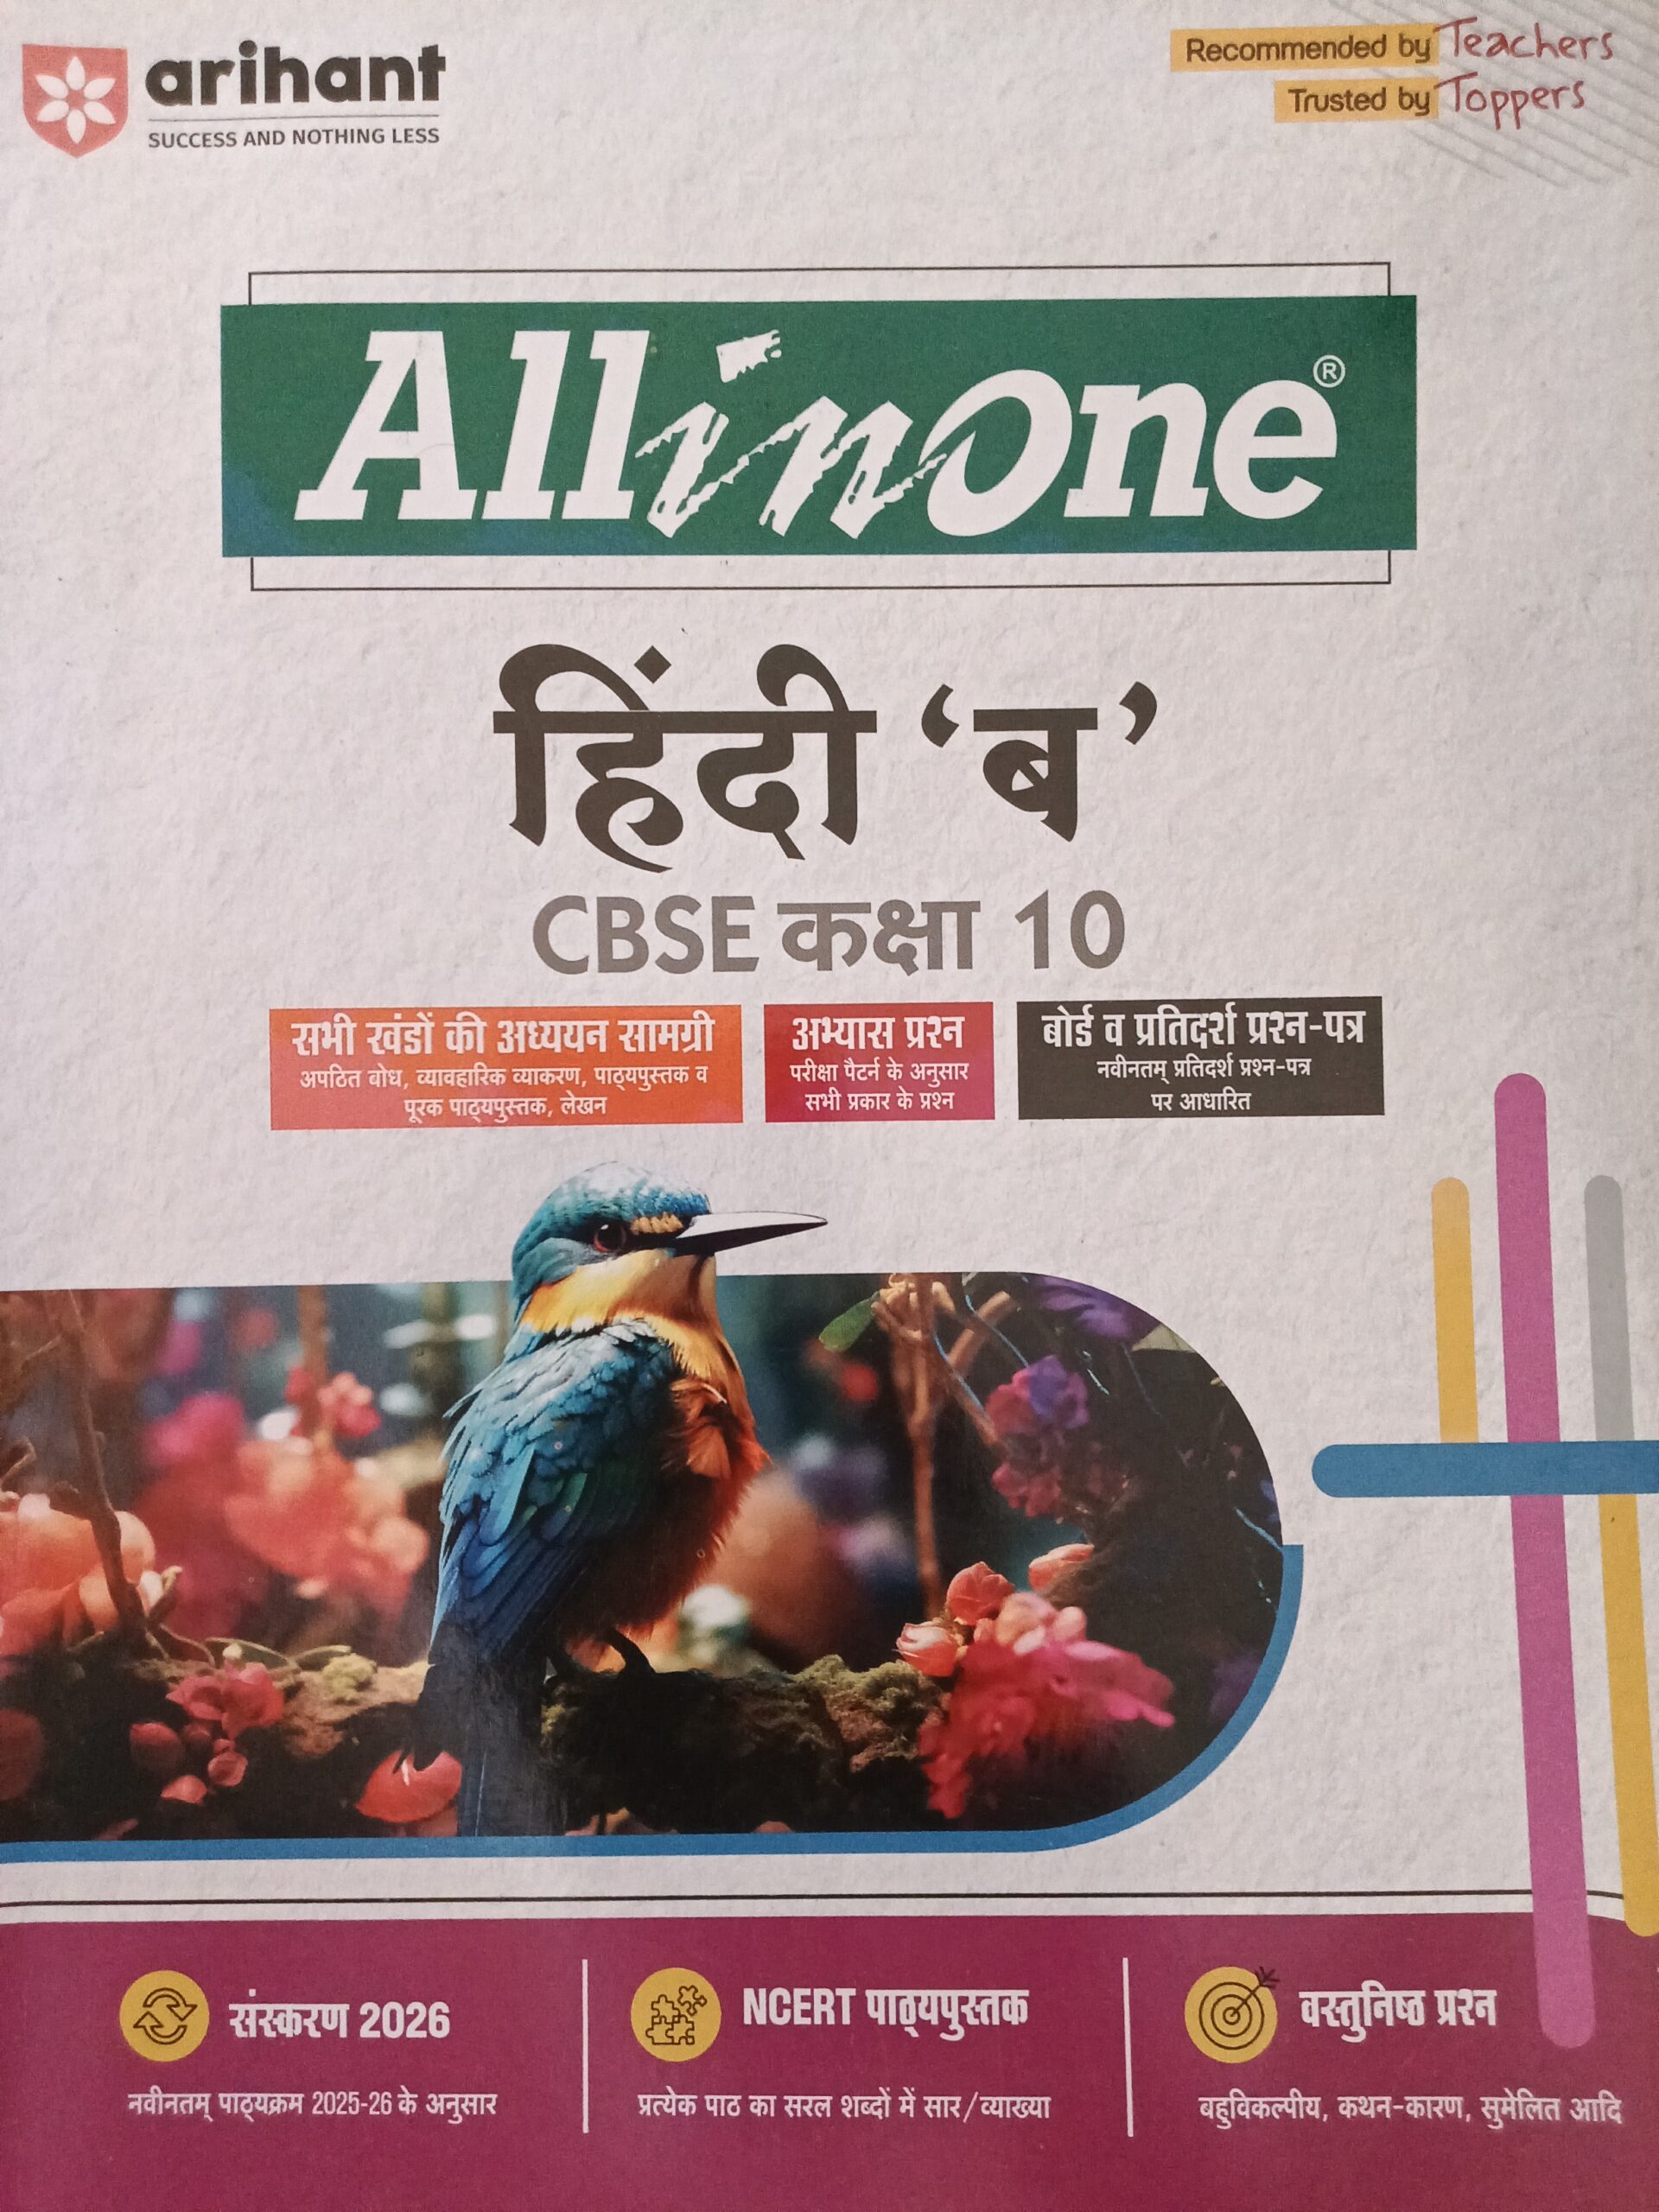 arihant
SUCCESS AND NOTHING LESS
Recommended by Teachers
Trusted by Toppers
All in One®
हिंदी ‘ब’
CBSE कक्षा 10
सभी खंडों की अध्ययन सामग्री
अपठित बोध, व्यावहारिक व्याकरण, पाठ्यपुस्तक व
पूरक पाठ्यपुस्तक, लेखन
अभ्यास प्रश्न
परीक्षा पैटर्न के अनुसार
सभी प्रकार के प्रश्न
बोर्ड व प्रतिदर्श प्रश्न-पत्र
नवीनतम् प्रतिदर्श प्रश्न-पत्र
पर आधारित
संस्करण 2026
नवीनतम् पाठ्यक्रम 2025-26 के अनुसार
NCERT पाठ्यपुस्तक
प्रत्येक पाठ का सरल शब्दों में सार/व्याख्या
वस्तुनिष्ठ प्रश्न
बहुविकल्पीय, कथन-कारण, सुमेलित आदि